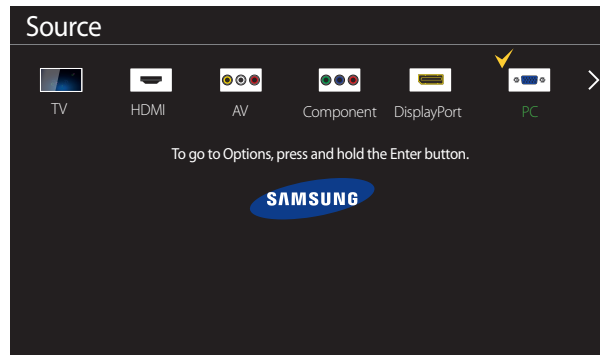 Source
TV HDMI AV Component DisplayPort PC
To go to Options, press and hold the Enter button.
SAMSUNG